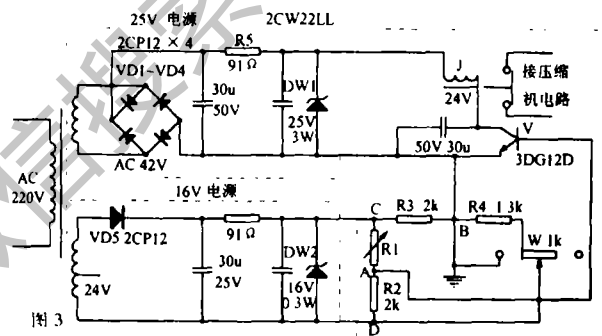 25V 电源
2CW22LL
2CP12 × 4
R5
VD1~VD4
91Ω
30u
50V
DW1
25V
3W
J
24V
接压缩
机电路
V
50V 30u
3DG12D
AC 42V
AC
220V
16V 电源
C
R3 2k
R4 1 3k
B
W 1k
VD5 2CP12
91Ω
R1
A
30u
25V
DW2
16V
0 3W
R2
2k
24V
D
图 3